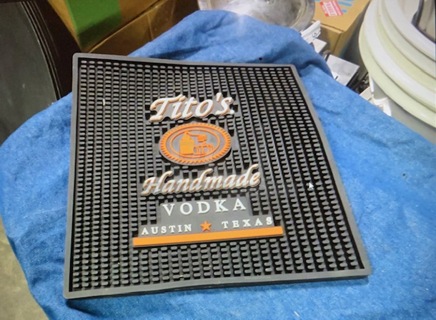 Tito's
Handmade
VODKA
AUSTIN ★ TEXAS